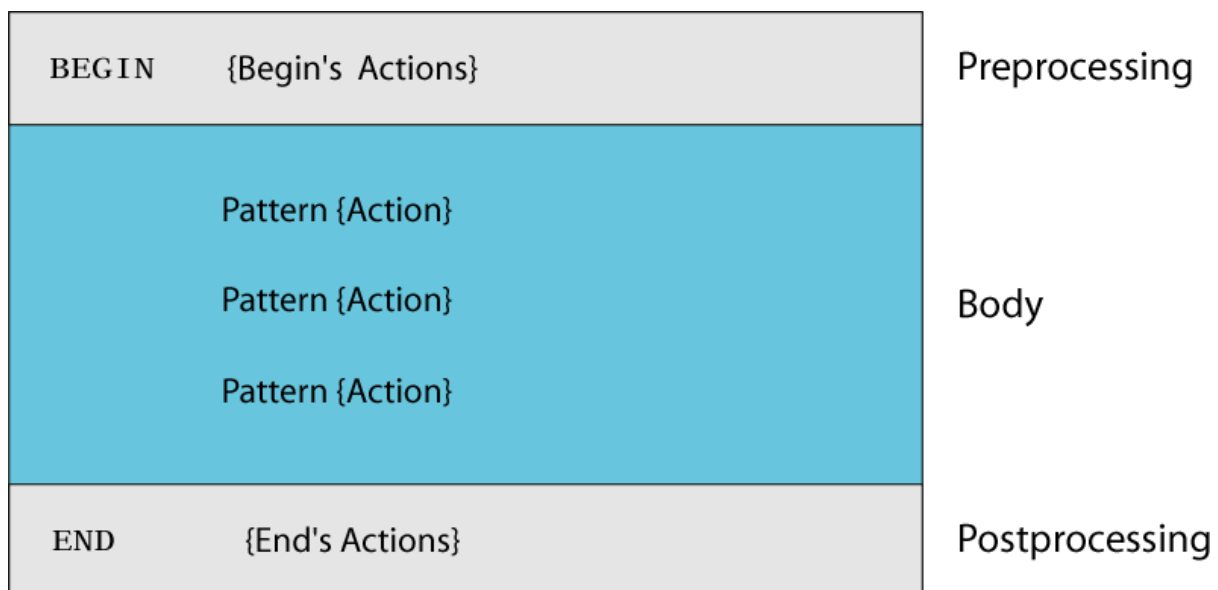 BEGIN {Begin's Actions} Preprocessing
Pattern {Action}
Pattern {Action}
Body
Pattern {Action}
END {End's Actions} Postprocessing